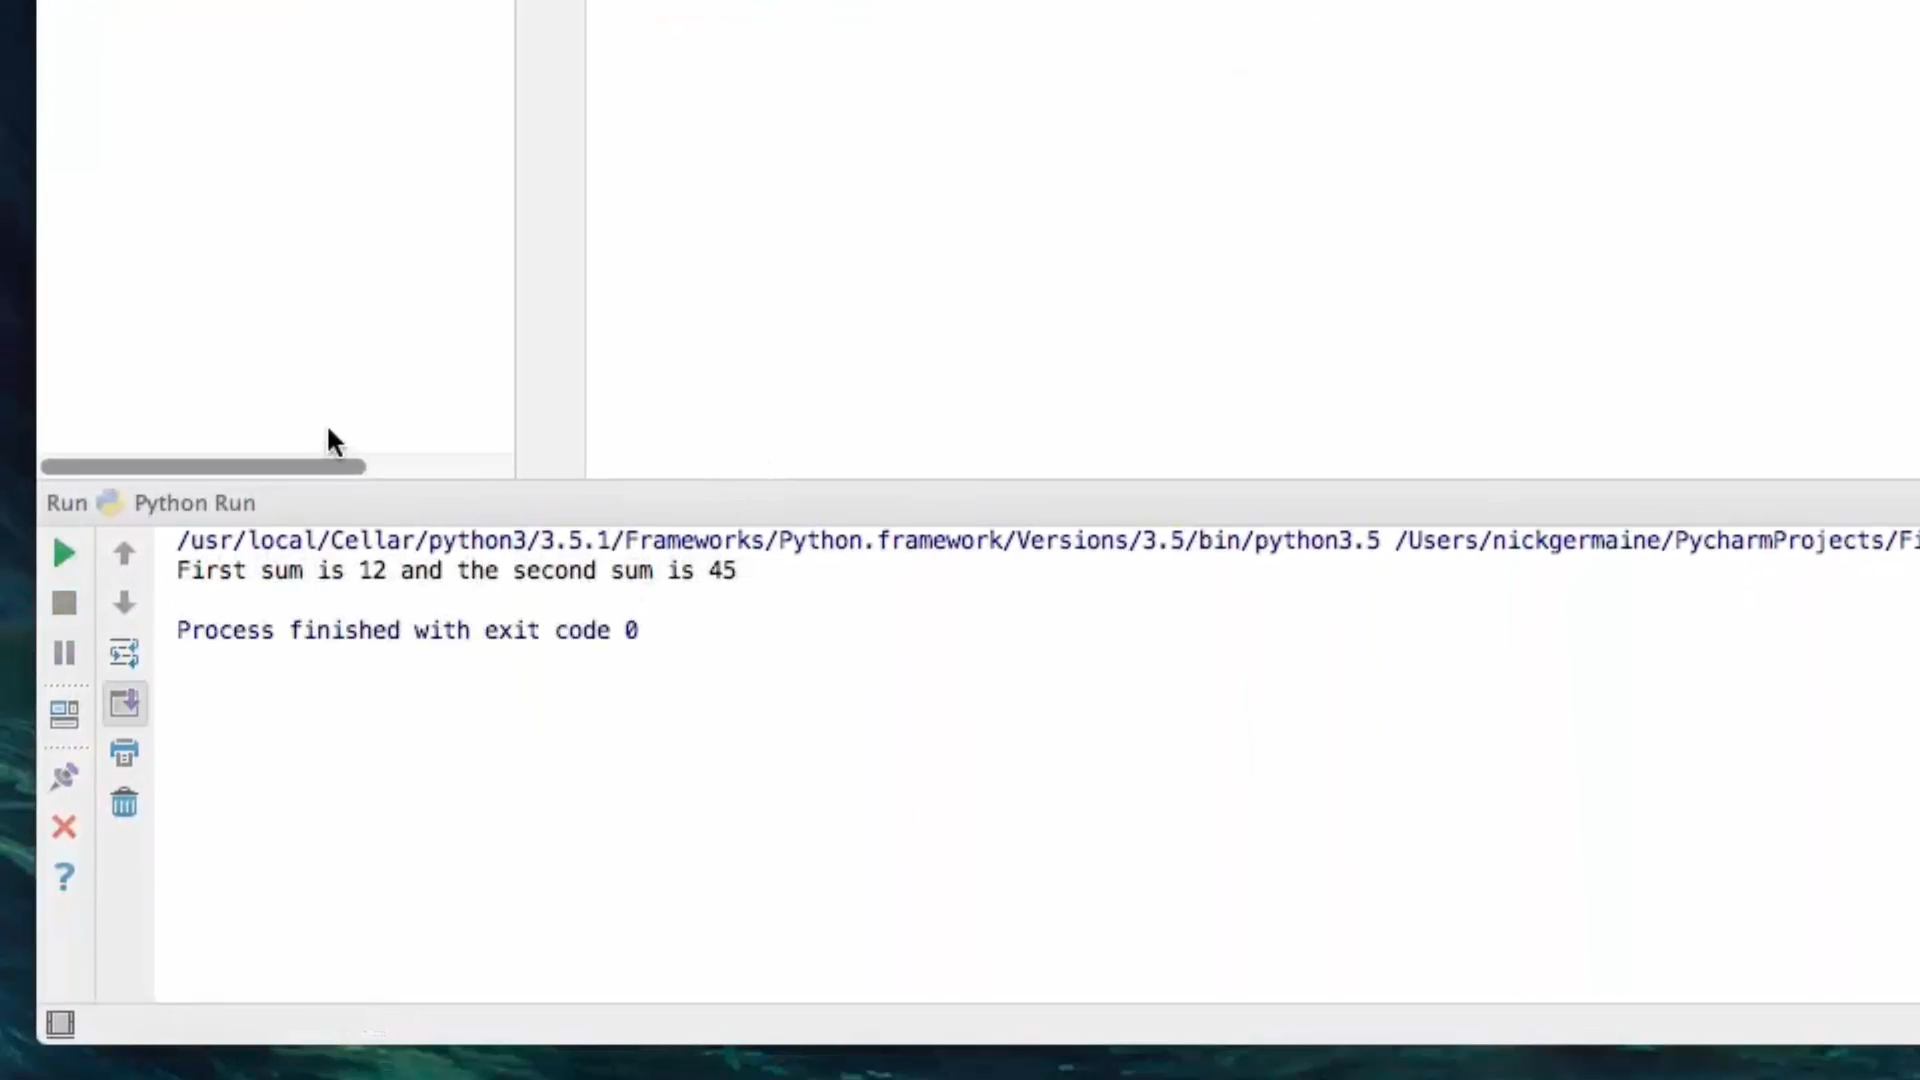 Run Python Run
/usr/local/Cellar/python3/3.5.1/Frameworks/Python.framework/Versions/3.5/bin/python3.5 /Users/nickgermaine/PycharmProjects/Fi
First sum is 12 and the second sum is 45
Process finished with exit code 0